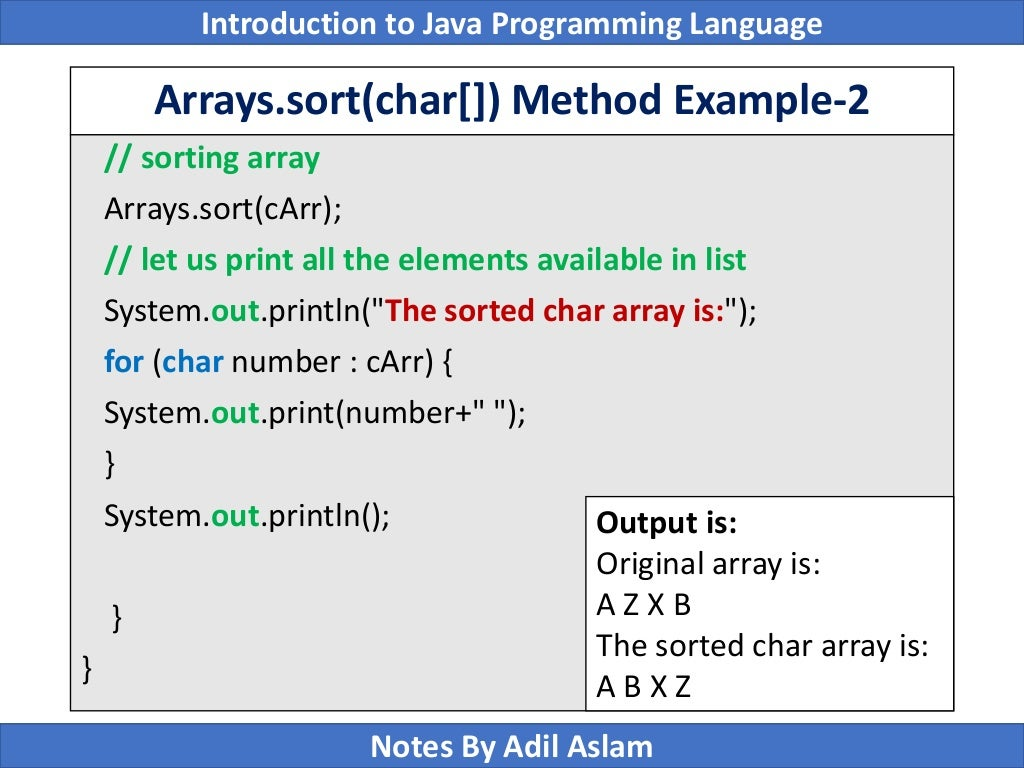 Introduction to Java Programming Language
Arrays.sort(char[]) Method Example-2
// sorting array
Arrays.sort(cArr);
// let us print all the elements available in list
System.out.println("The sorted char array is:");
for (char number : cArr) {
System.out.print(number+" ");
}
System.out.println();
}
}
Output is:
Original array is:
A Z X B
The sorted char array is:
A B X Z
Notes By Adil Aslam